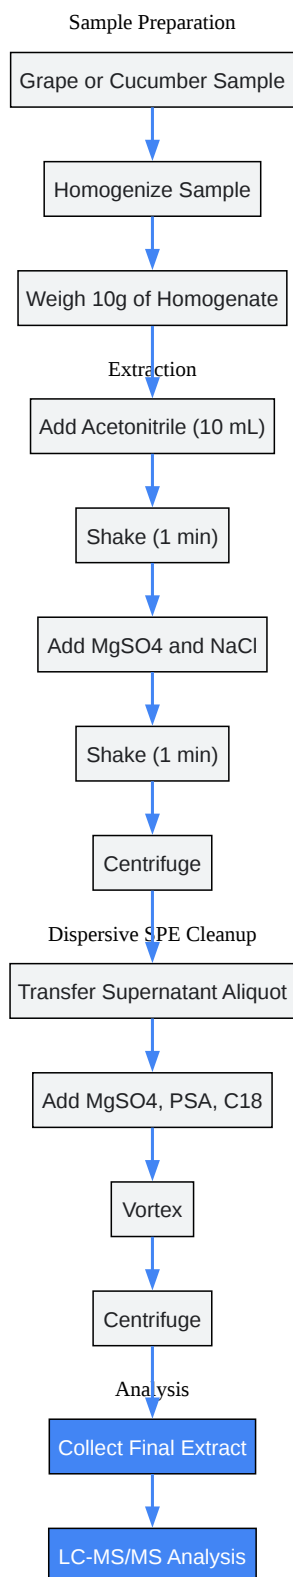 Sample Preparation
Grape or Cucumber Sample
Homogenize Sample
Weigh 10g of Homogenate
Extraction
Add Acetonitrile (10 mL)
Shake (1 min)
Add MgSO4 and NaCl
Shake (1 min)
Centrifuge
Dispersive SPE Cleanup
Transfer Supernatant Aliquot
Add MgSO4, PSA, C18
Vortex
Centrifuge
Analysis
Collect Final Extract
LC-MS/MS Analysis